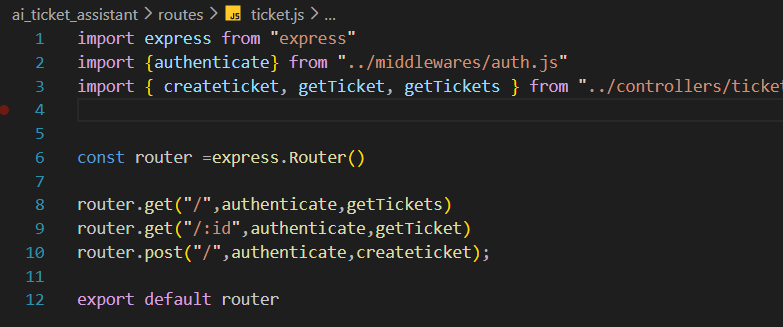 ai_ticket_assistant > routes > JS ticket.js > ...
1 import express from "express"
2 import {authenticate} from "../middlewares/auth.js"
3 import { createticket, getTicket, getTickets } from "../controllers/ticket
4
5
6 const router =express.Router()
7
8 router.get("/",authenticate,getTickets)
9 router.get("/:id",authenticate,getTicket)
10 router.post("/",authenticate,createticket);
11
12 export default router